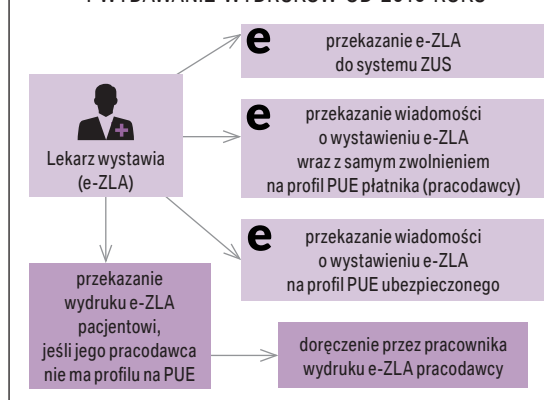 I WYDAWANIE WYDRUKÓW OD 2016 ROKU
e
przekazanie e-ZLA
do systemu ZUS
Lekarz wystawia
(e-ZLA)
e
przekazanie wiadomości
o wystawieniu e-ZLA
wraz z samym zwolnieniem
na profil PUE płatnika (pracodawcy)
e
przekazanie wiadomości
o wystawieniu e-ZLA
na profil PUE ubezpieczonego
przekazanie
wydruku e-ZLA
pacjentowi,
jeśli jego pracodawca
nie ma profilu na PUE
doręczenie przez pracownika
wydruku e-ZLA pracodawcy